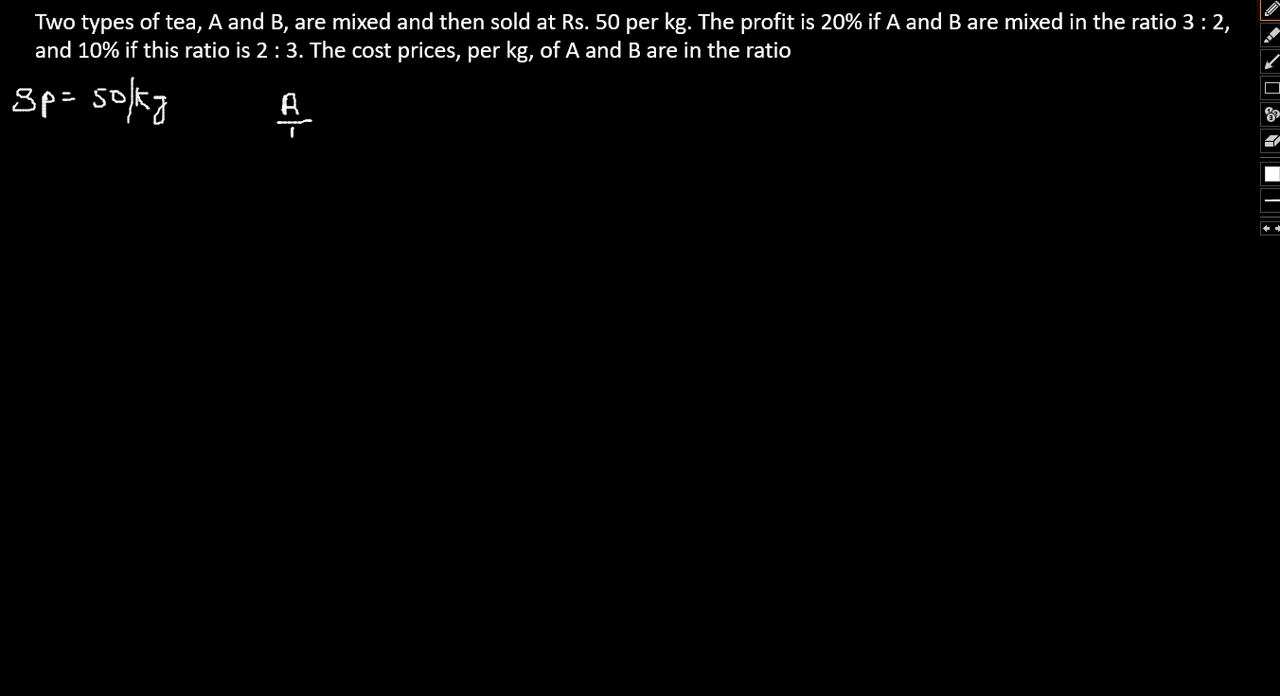 Two types of tea, A and B, are mixed and then sold at Rs. 50 per kg. The profit is 20% if A and B are mixed in the ratio 3 : 2,
and 10% if this ratio is 2 : 3. The cost prices, per kg, of A and B are in the ratio
SP= 50/kg
A